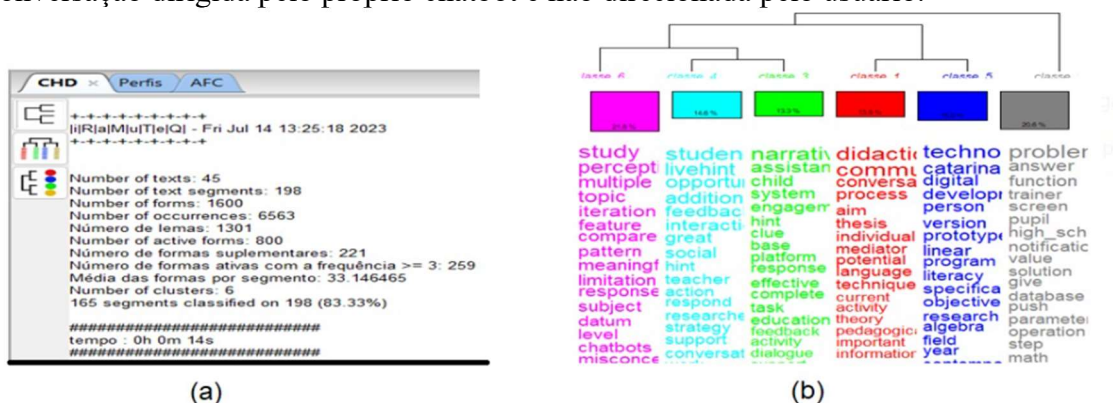 conversação dirigida pelo próprio chatbot e não direcionada pelo usuário.
CHD × Perfis AFC
+-+-+-+-+-+-+-+-+-+-+
|i|R|a|M|u|T|e|Q| - Fri Jul 14 13:25:18 2023
+-+-+-+-+-+-+-+-+-+-+
Number of texts: 45
Number of text segments: 198
Number of forms: 1600
Number of occurrences: 6563
Número de lemas: 1301
Number of active forms: 800
Número de formas suplementares: 221
Número de formas ativas com a frequência >= 3: 259
Média das formas por segmento: 33.146465
Number of clusters: 6
165 segments classified on 198 (83.33%)
###########################
tempo : 0h 0m 14s
###########################
(a)
classe 6 classe 4 classe 3 classe 1 classe 5 classe
14.6 % 13.3 % 20.6 %
study studen narrativ didactic techno probler
percepti livehint assistan commu catarina answer
multiple opportu child conversa digital function
topic addition system process develop trainer
iteration feedbac engagem aim person screen
feature interacti hint thesis version pupil
compare great clue individual prototype high_sch
pattern social base mediator linear notificatic
meaningf hint platform potential program value
limitation teacher response language literacy solution
response action effective technique specifica give
subject respond complete current objective database
datum researche task activity research push
level strategy education theory algebra parameter
chatbots support feedback pedagogic field operation
misconce conversat activity important year step
dialogue information math
(b)